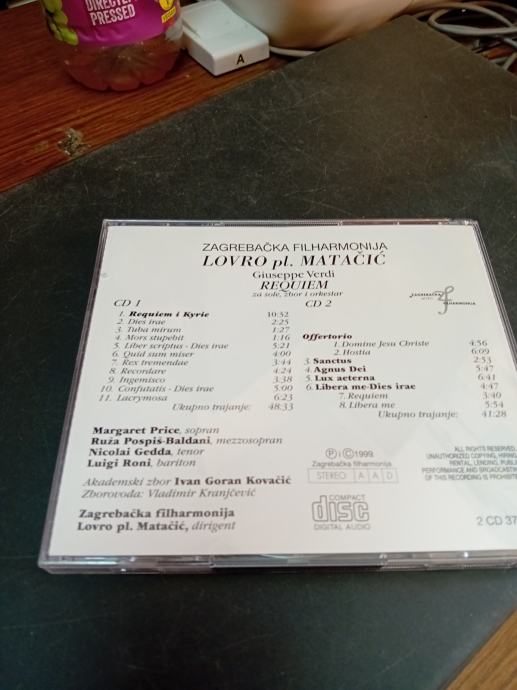 DIRECTLY
PRESSED
A
ZAGREBAČKA FILHARMONIJA
LOVRO pl. MATAČIĆ
Giuseppe Verdi
REQUIEM
za sole, zbor i orkestar
CD 1
1. Requiem i Kyrie 10:32
2. Dies irae 2:25
3. Tuba mirum 1:27
4. Mors stupebit 1:16
5. Liber scriptus - Dies irae 5:21
6. Quid sum miser 4:00
7. Rex tremendae 3:44
8. Recordare 4:24
9. Ingemisco 3:38
10. Confutatis - Dies irae 5:00
11. Lacrymosa 6:23
Ukupno trajanje: 48:33
CD 2
ZAGREBAČKA
FILHARMONIJA
Offertorio
1. Domine Jesu Christe 4:56
2. Hostia 6:09
3. Sanctus 2:53
4. Agnus Dei 5:47
5. Lux aeterna 6:41
6. Libera me-Dies irae 4:47
7. Requiem 3:40
8. Libera me 5:54
Ukupno trajanje: 41:28
Margaret Price, sopran
Ruža Pospiš-Baldani, mezzosopran
Nicolai Gedda, tenor
Luigi Roni, bariton
Akademski zbor Ivan Goran Kovačić
Zborovođa: Vladimir Kranjčević
Zagrebačka filharmonija
Lovro pl. Matačić, dirigent
Ⓟ i © 1999.
Zagrebačka filharmonija
STEREO A A D
COMPACT
disc
DIGITAL AUDIO
ALL RIGHTS RESERVED.
UNAUTHORIZED COPYING, HIRING,
RENTAL, LENDING, PUBLIC
PERFORMANCE AND BROADCASTING
OF THIS RECORDING IS PROHIBITED
2 CD 37